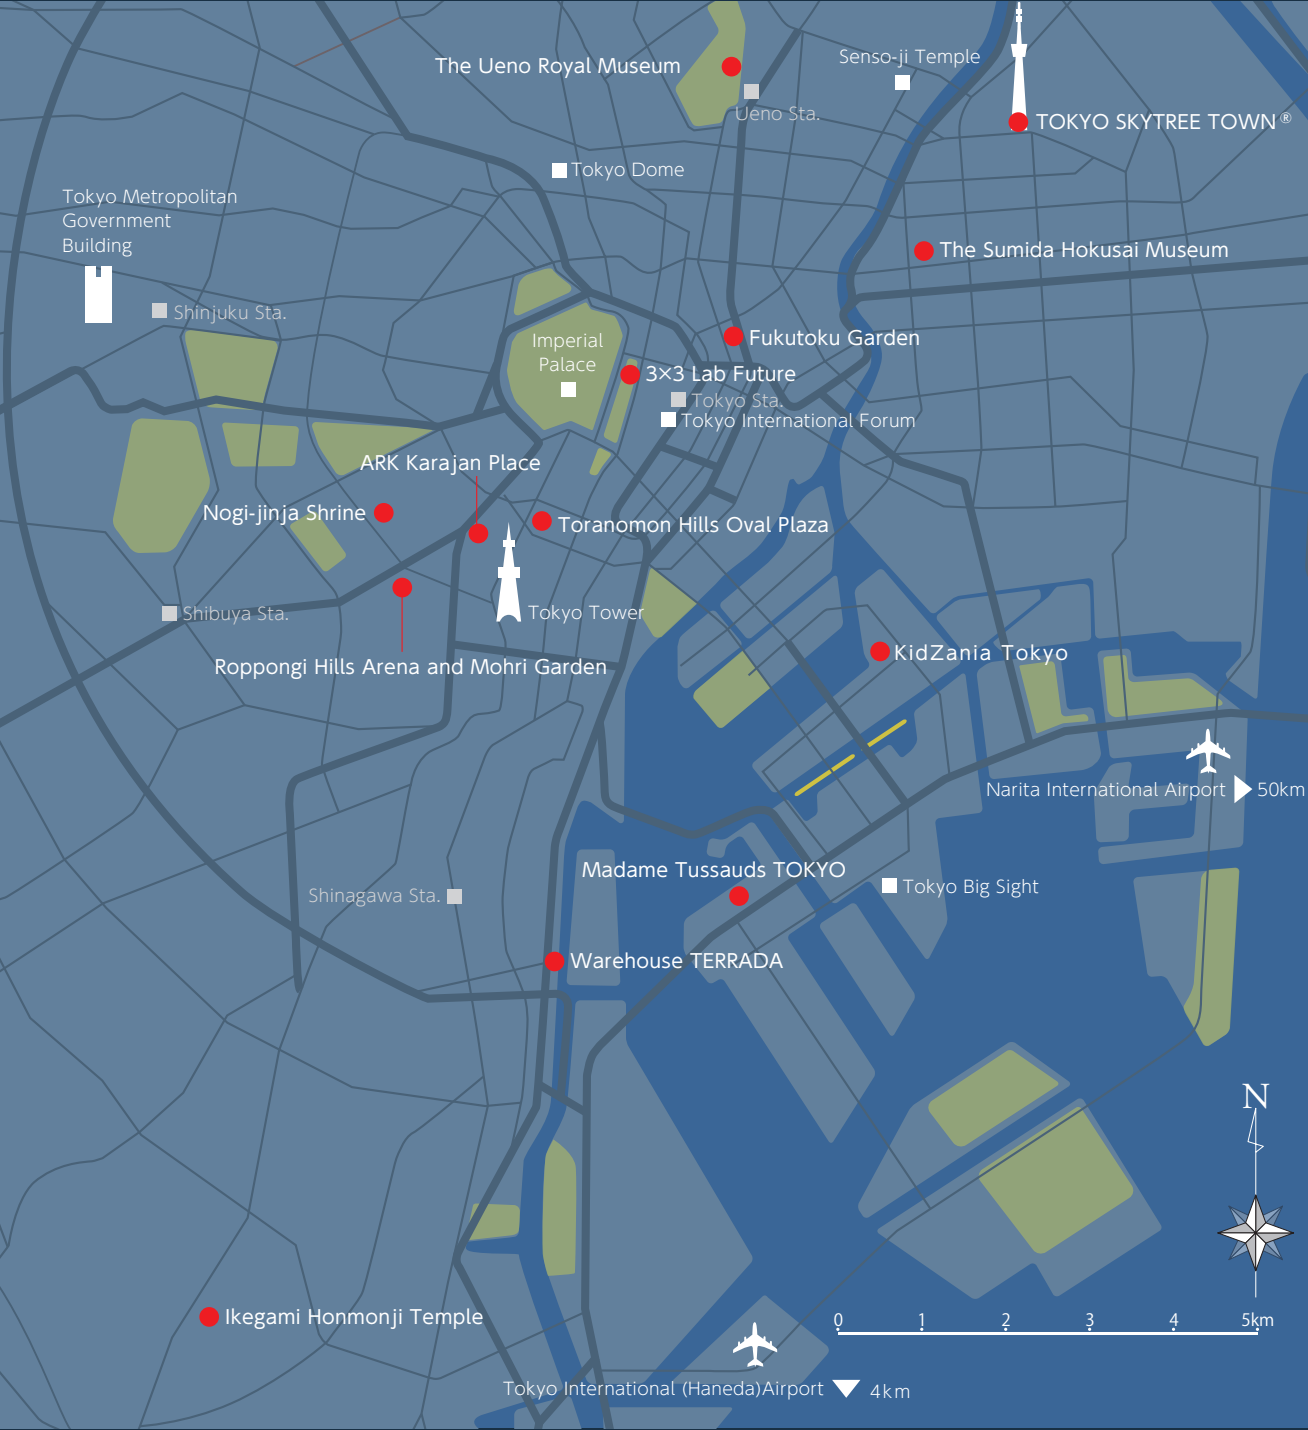 Senso-ji Temple
The Ueno Royal Museum
Ueno Sta.
TOKYO SKYTREE TOWN®
Tokyo Dome
Tokyo Metropolitan
Government
Building
The Sumida Hokusai Museum
Shinjuku Sta.
Imperial
Palace
Fukutoku Garden
3×3 Lab Future
Tokyo Sta.
Tokyo International Forum
ARK Karajan Place
Nogi-jinja Shrine
Toranomon Hills Oval Plaza
Shibuya Sta.
Tokyo Tower
Roppongi Hills Arena and Mohri Garden
KidZania Tokyo
Narita International Airport 50km
Madame Tussauds TOKYO
Tokyo Big Sight
Shinagawa Sta.
Warehouse TERRADA
N
Ikegami Honmonji Temple
0 1 2 3 4 5km
Tokyo International (Haneda)Airport 4km